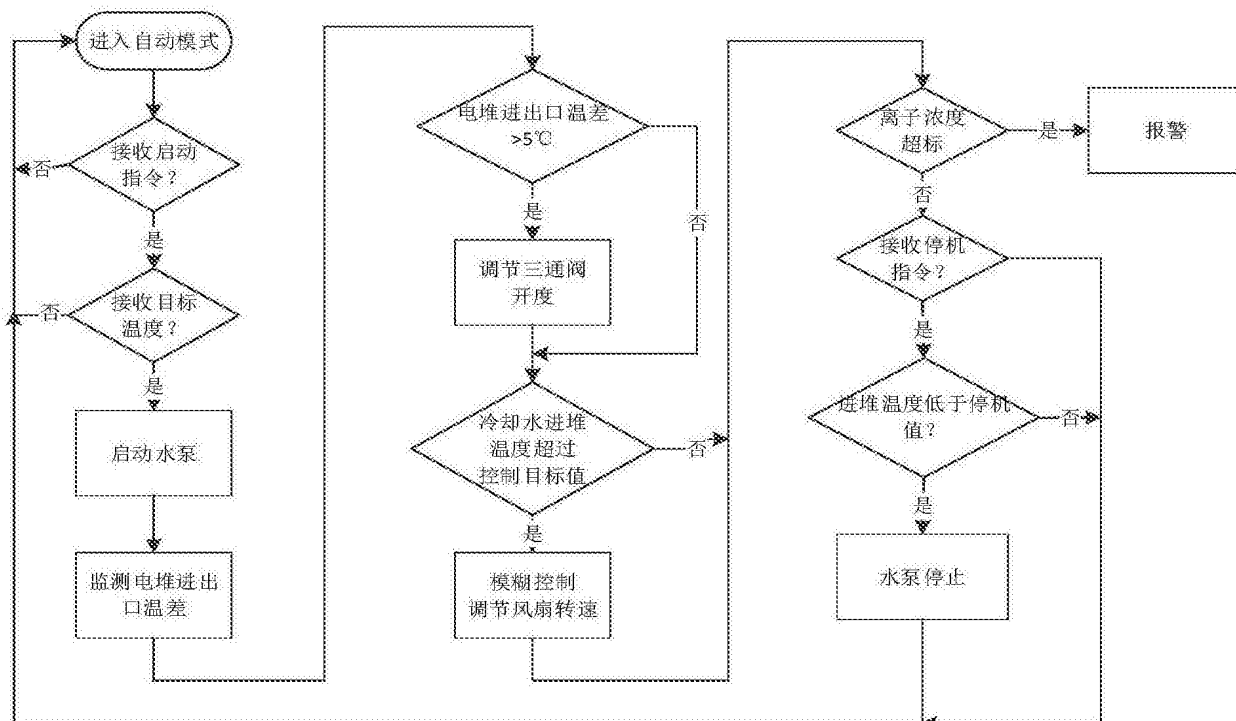 进入自动模式
接收启动
指令？
否
是
接收目标
温度？
否
是
启动水泵
监测电堆进出
口温差
电堆进出口温差
>5℃
否
是
调节三通阀
开度
冷却水进堆
温度超过
控制目标值
否
是
模糊控制
调节风扇转速
离子浓度
超标
是
报警
否
接收停机
指令？
是
进堆温度低于停机
值？
否
是
水泵停止